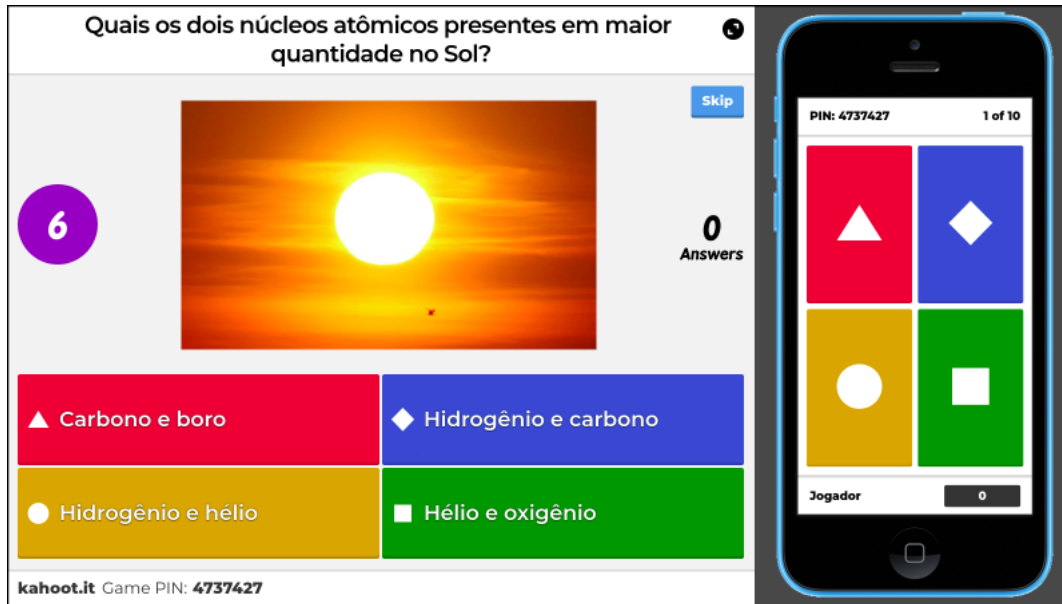 Quais os dois núcleos atômicos presentes em maior
quantidade no Sol?
Skip
6
0
Answers
Carbono e boro
Hidrogênio e carbono
Hidrogênio e hélio
Hélio e oxigênio
kahoot.it Game PIN: 4737427
PIN: 4737427 1 of 10
Jogador 0